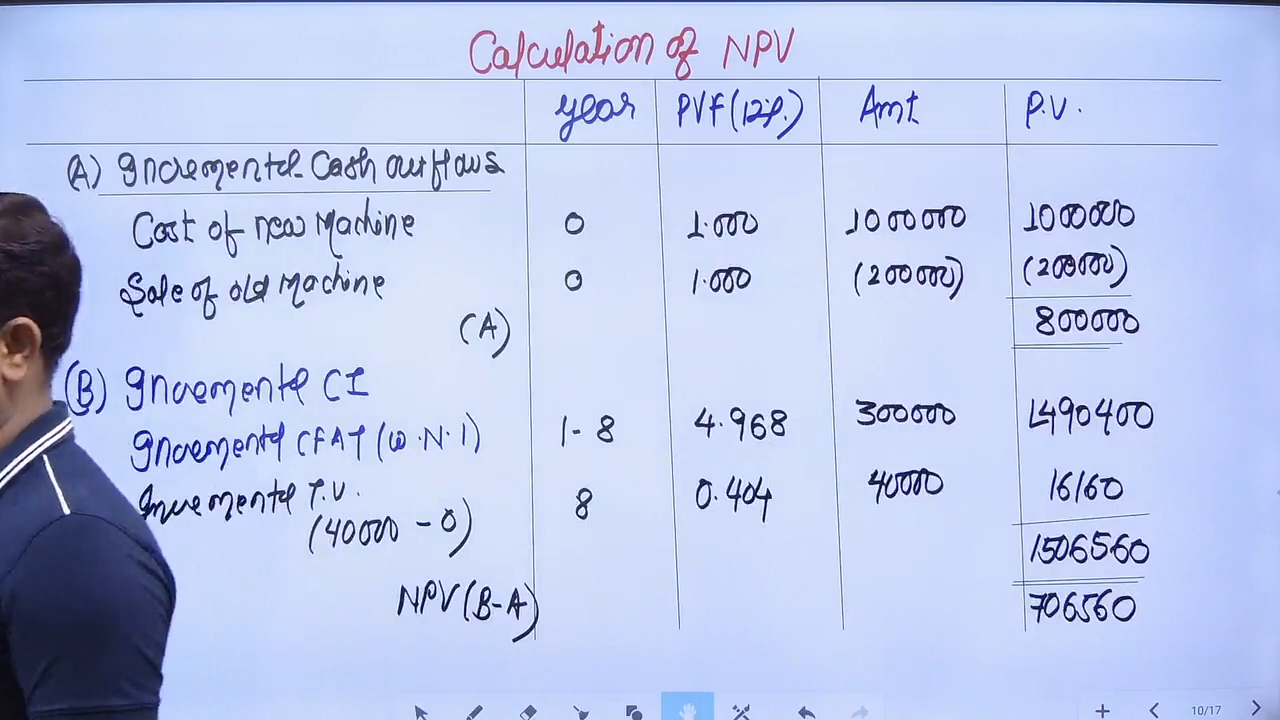 Calculation of NPV
year PVf (12%) Amt P.V.
(A) Incremental Cash outflows
Cost of new Machine 0 1.000 1000000 1000000
Sale of old Machine 0 1.000 (200000) (200000)
(A) 800000
(B) Incremental CI
Incremental CFAT (W.N.1) 1-8 4.968 300000 1490400
Incremental T.V. 8 0.404 40000 16160
(40000 - 0)
1506560
NPV (B-A) 706560
10/17